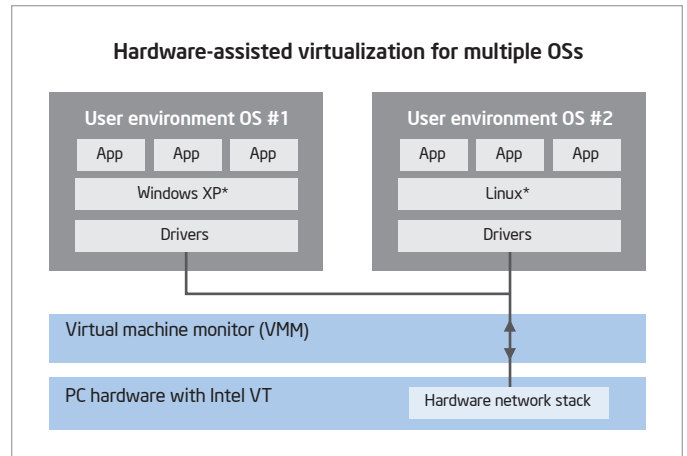 Hardware-assisted virtualization for multiple OSs
User environment OS #1
App App App
Windows XP*
Drivers
User environment OS #2
App App App
Linux*
Drivers
Virtual machine monitor (VMM)
PC hardware with Intel VT
Hardware network stack